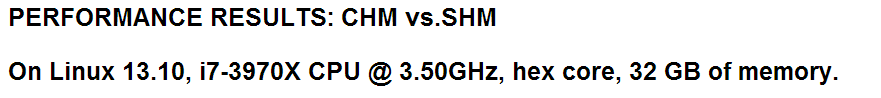 PERFORMANCE RESULTS: CHM vs.SHM
On Linux 13.10, i7-3970X CPU @ 3.50GHz, hex core, 32 GB of memory.